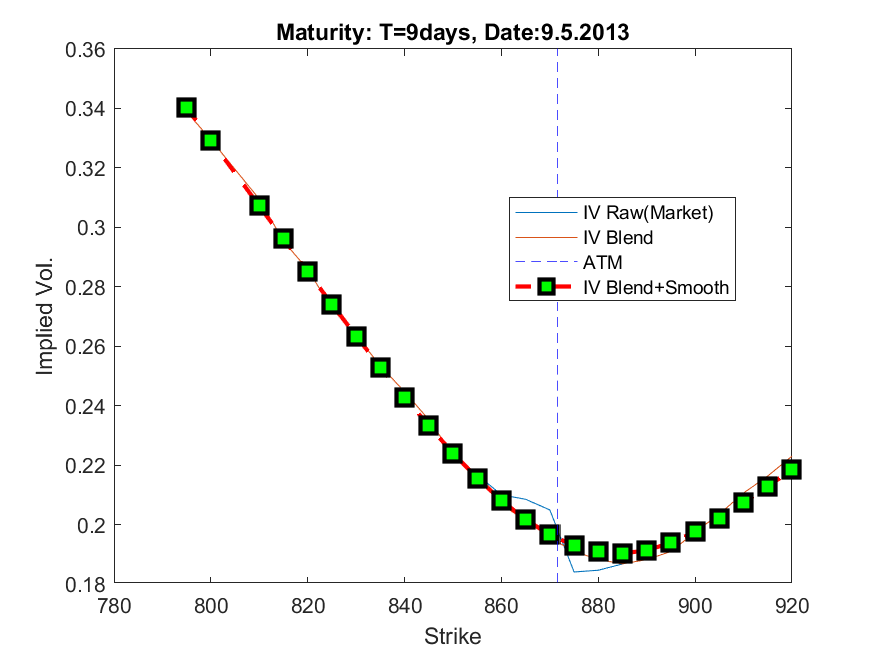 Maturity: T=9days, Date:9.5.2013
0.36
0.34
0.32
0.3
0.28
0.26
0.24
0.22
0.2
0.18
Implied Vol.
IV Raw(Market)
IV Blend
ATM
IV Blend+Smooth
780 800 820 840 860 880 900 920
Strike